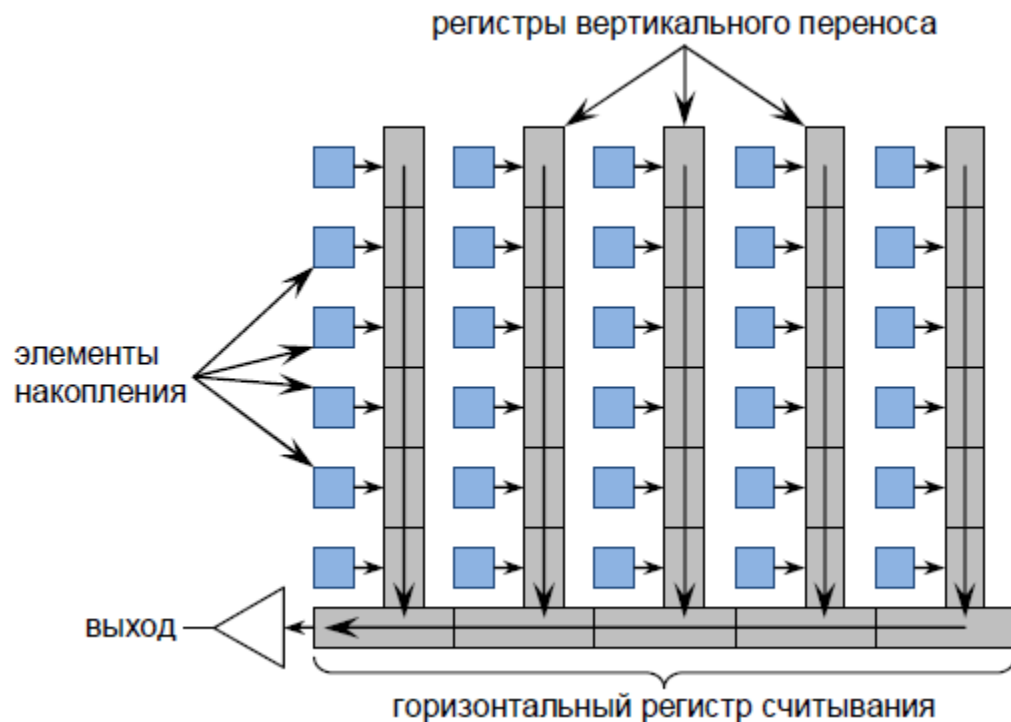 регистры вертикального переноса
элементы
накопления
выход
горизонтальный регистр считывания